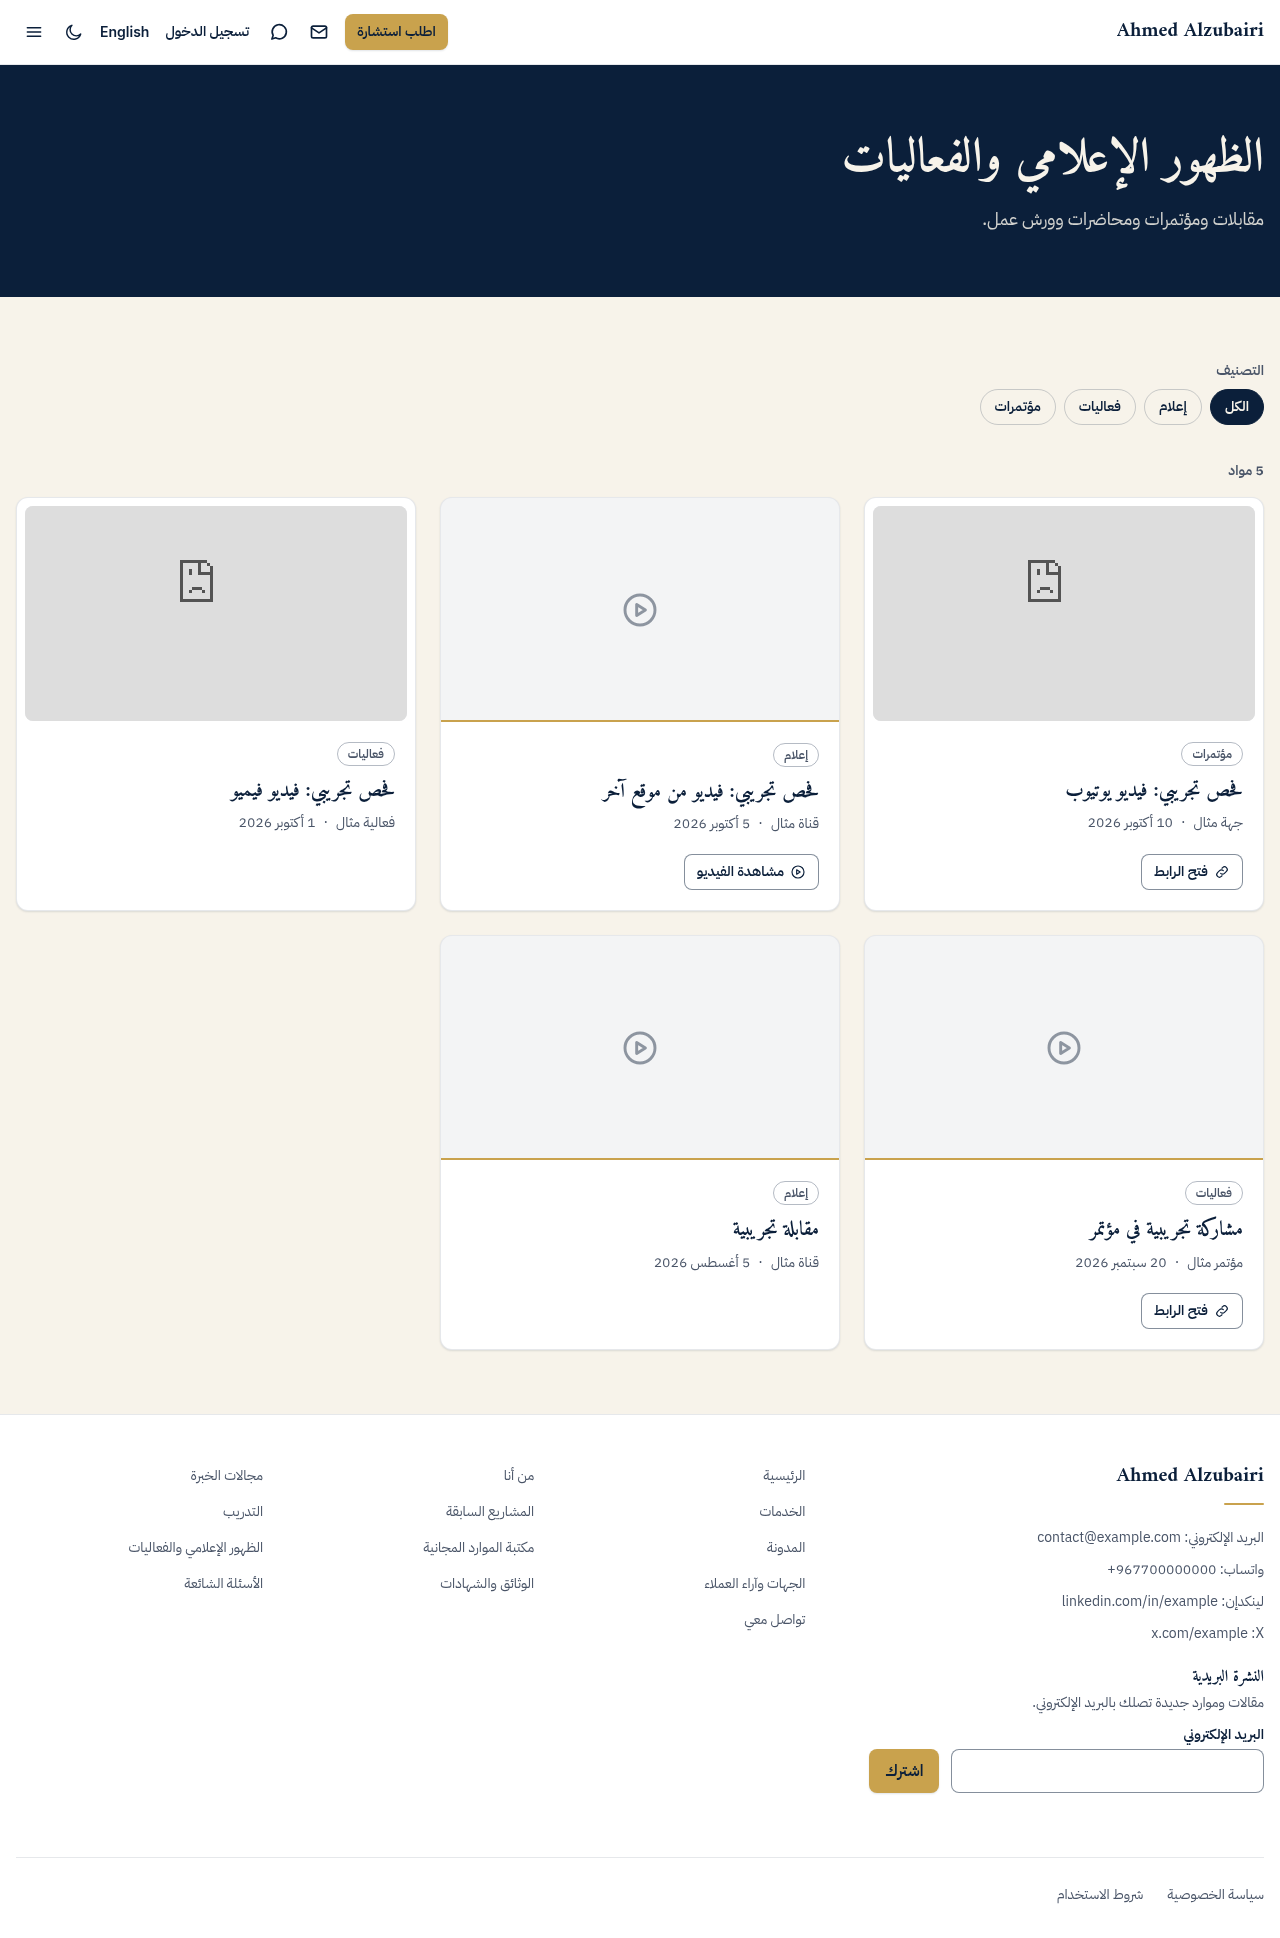 Ahmed Alzubairi
اطلب استشارة
تسجيل الدخول
English
الظهور الإعلامي والفعاليات
مقابلات ومؤتمرات ومحاضرات وورش عمل.
التصنيف
الكل
إعلام
فعاليات
مؤتمرات
5 مواد
مؤتمرات
فحص تجريبي: فيديو يوتيوب
جهة مثال · 10 أكتوبر 2026
فتح الرابط
إعلام
فحص تجريبي: فيديو من موقع آخر
قناة مثال · 5 أكتوبر 2026
مشاهدة الفيديو
فعاليات
فحص تجريبي: فيديو فيميو
فعالية مثال · 1 أكتوبر 2026
فعاليات
مشاركة تجريبية في مؤتمر
مؤتمر مثال · 20 سبتمبر 2026
فتح الرابط
إعلام
مقابلة تجريبية
قناة مثال · 5 أغسطس 2026
Ahmed Alzubairi
البريد الإلكتروني: contact@example.com
واتساب: 967700000000+
لينكدإن: linkedin.com/in/example
X: x.com/example
النشرة البريدية
مقالات وموارد جديدة تصلك بالبريد الإلكتروني.
البريد الإلكتروني
اشترك
الرئيسية
الخدمات
المدونة
الجهات وآراء العملاء
تواصل معي
من أنا
المشاريع السابقة
مكتبة الموارد المجانية
الوثائق والشهادات
مجالات الخبرة
التدريب
الظهور الإعلامي والفعاليات
الأسئلة الشائعة
سياسة الخصوصية
شروط الاستخدام